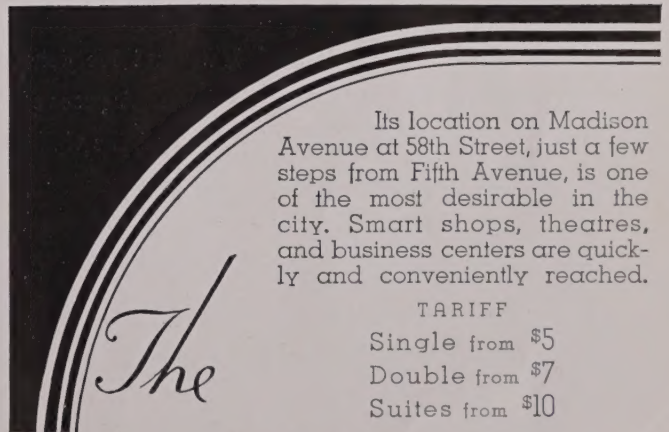 Its location on Madison
Avenue at 58th Street, just a few
steps from Fifth Avenue, is one
of the most desirable in the
city. Smart shops, theatres,
and business centers are quick-
ly and conveniently reached.
TARIFF
Single from $5
Double from $7
Suites from $10
The